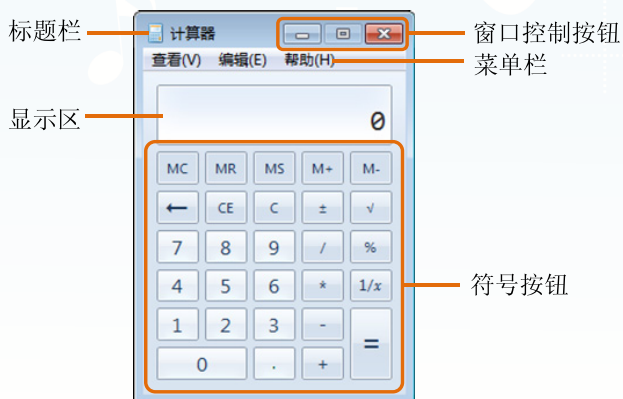 标题栏
计算器
窗口控制按钮
查看(V) 编辑(E) 帮助(H)
菜单栏
显示区
0
MC MR MS M+ M-
← CE C ± √
7 8 9 / %
4 5 6 * 1/x
符号按钮
1 2 3 - =
0 . +